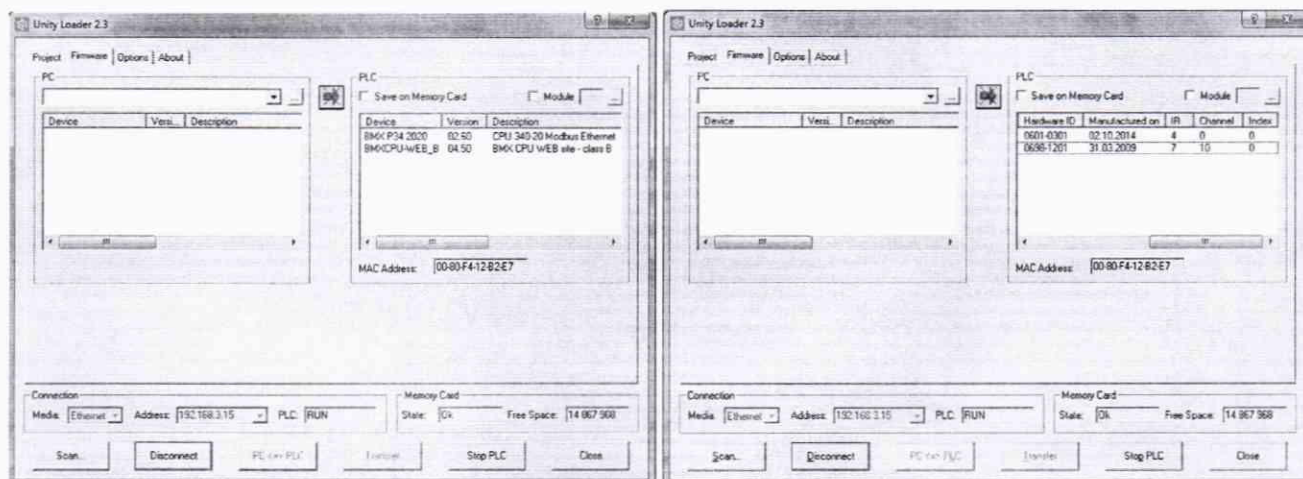 Unity Loader 2.3
Project Firmware Options About
PC
...
Device Versi... Description
PLC
Save on Memory Card Module ...
Device Version Description
BMX P34 2020 02.60 CPU 340-20 Modbus Ethernet
BMXCPU-WEB_B 04.50 BMX CPU WEB site - class B
MAC Address: 00-80-F4-12-B2-E7
Connection
Media: Ethernet Address: 192.168.3.15 PLC: RUN
Memory Card
State: Ok Free Space: 14 867 968
Scan... Disconnect PC <-> PLC Transfer Stop PLC Close
Unity Loader 2.3
Project Firmware Options About
PC
...
Device Versi... Description
PLC
Save on Memory Card Module ...
Hardware ID Manufactured on IR Channel Index
0601-0301 02.10.2014 4 0 0
0698-1201 31.03.2009 7 10 0
MAC Address: 00-80-F4-12-B2-E7
Connection
Media: Ethernet Address: 192.168.3.15 PLC: RUN
Memory Card
State: Ok Free Space: 14 867 968
Scan... Disconnect PC <-> PLC Transfer Stop PLC Close